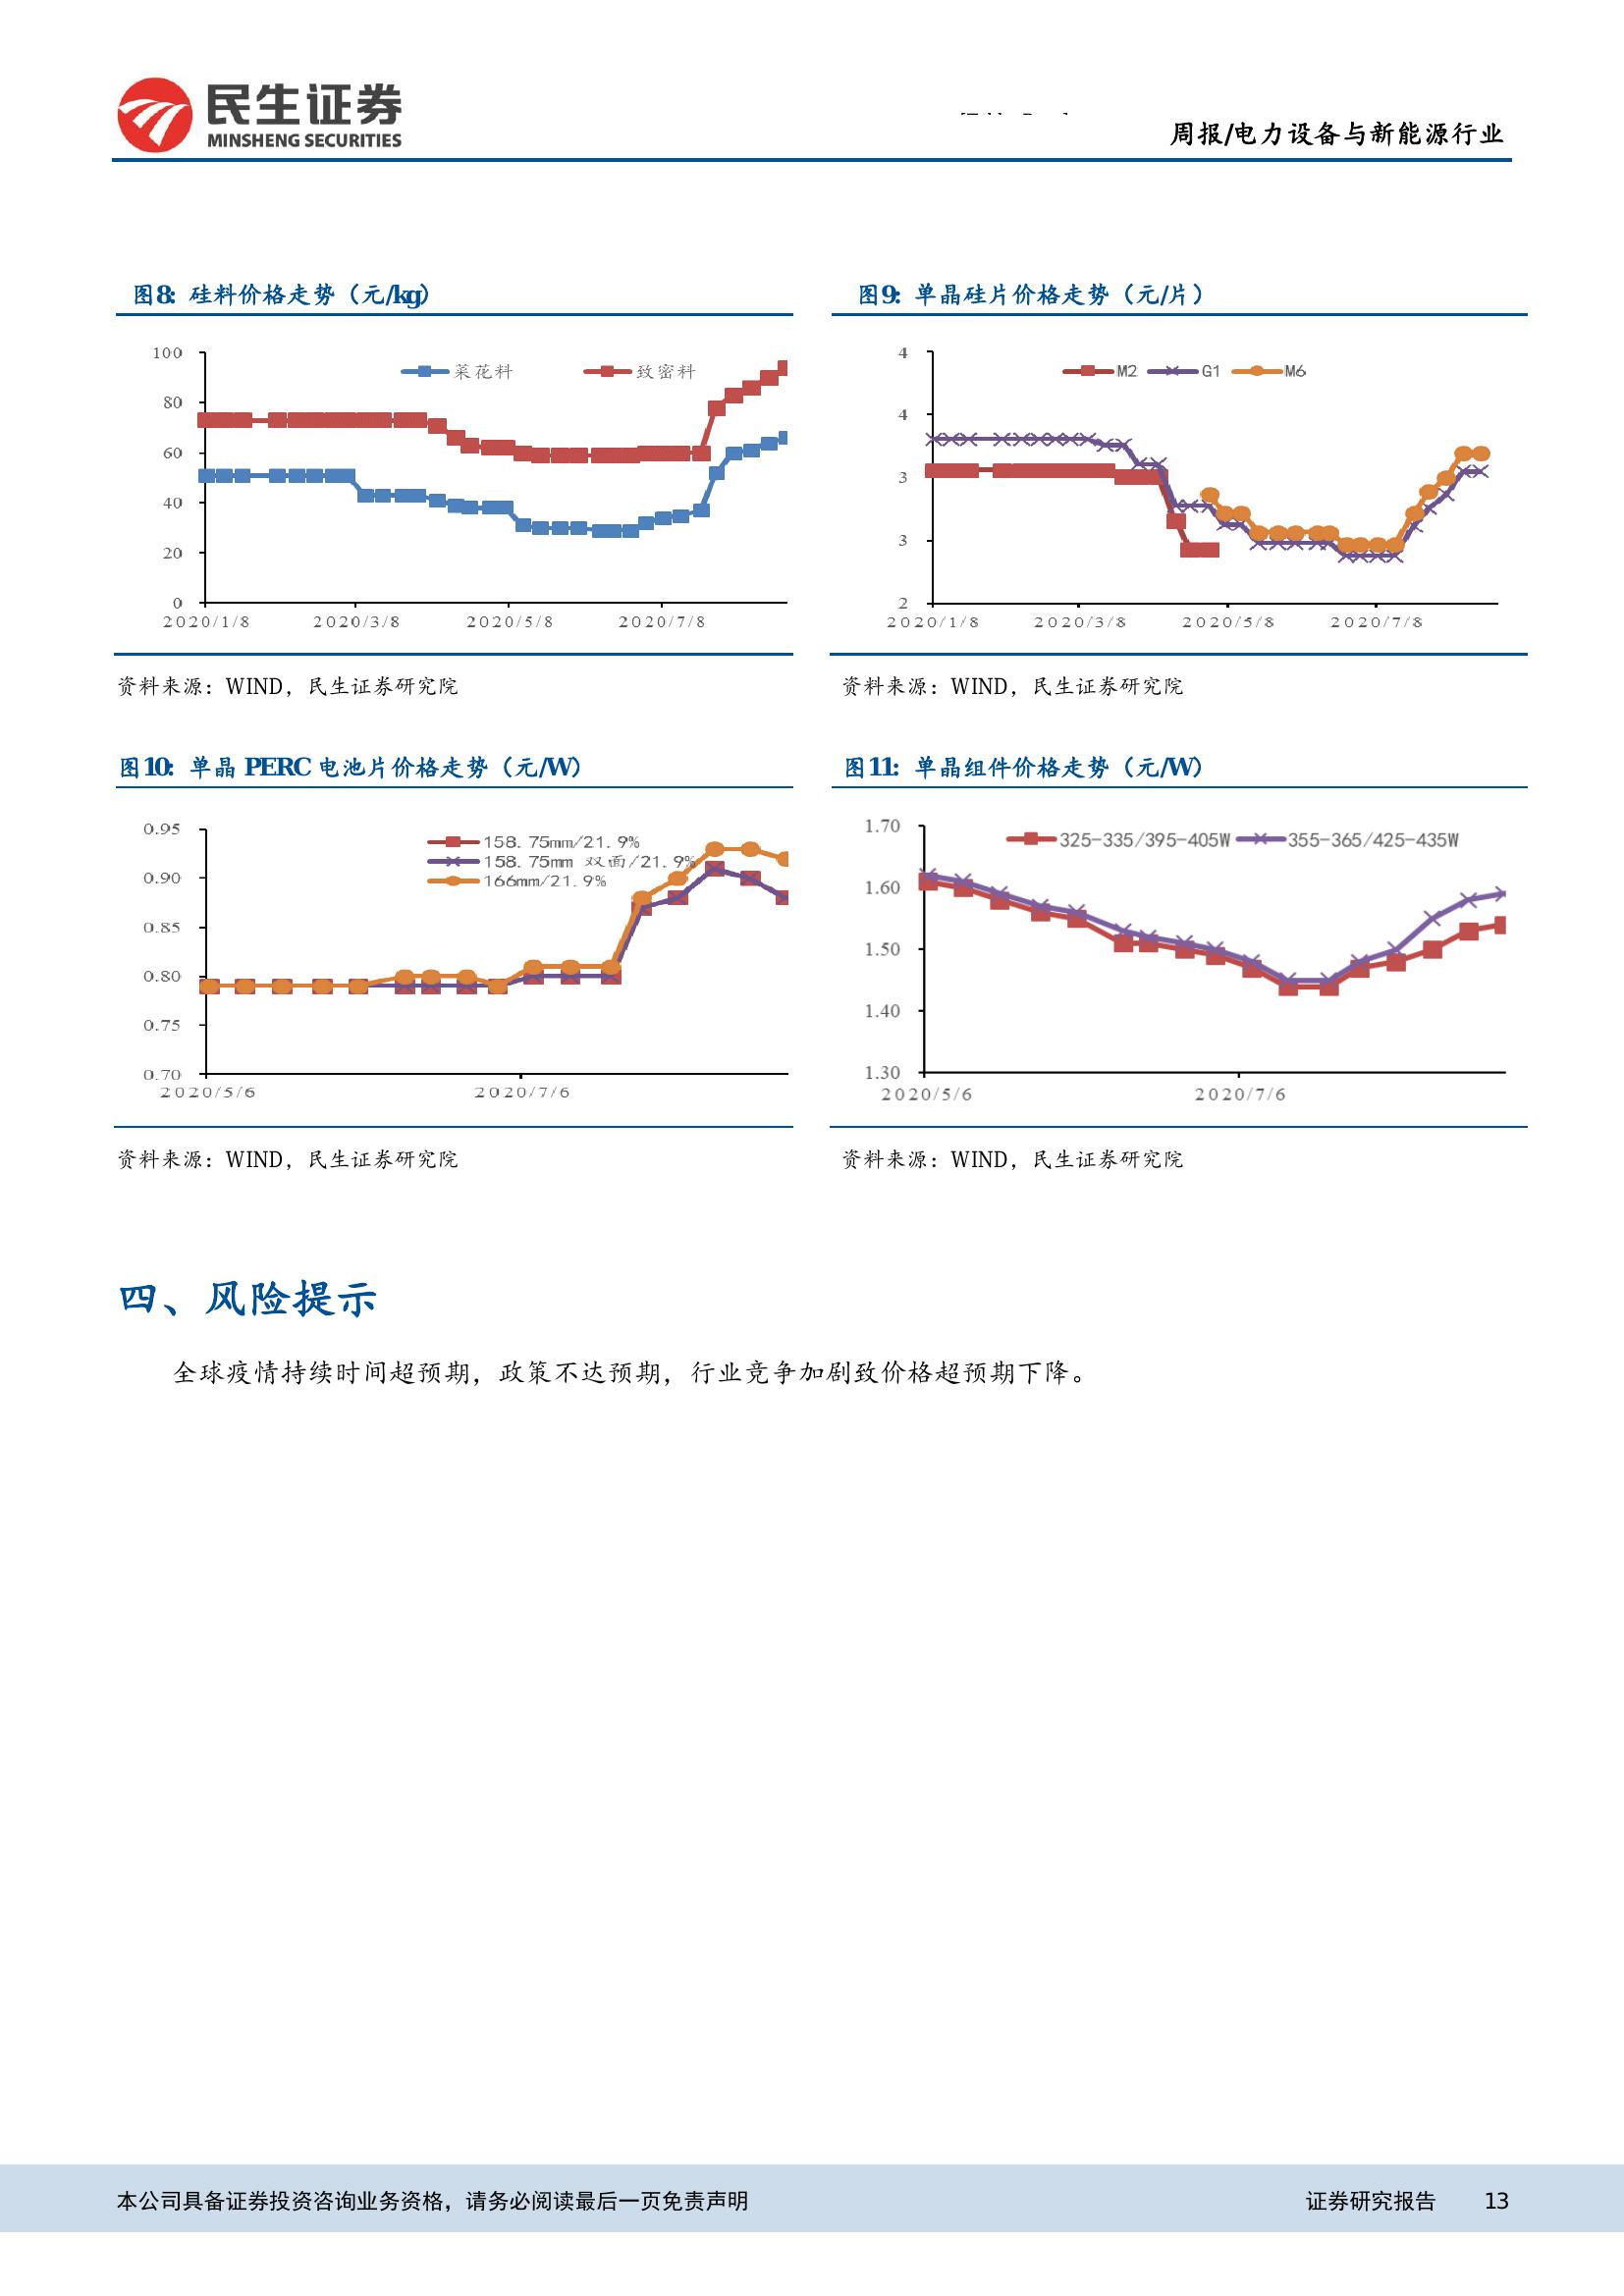 民生证券
MINSHENG SECURITIES
周报/电力设备与新能源行业
图8: 硅料价格走势（元/kg）
100
80
60
40
20
0
菜花料
致密料
2020/1/8
2020/3/8
2020/5/8
2020/7/8
资料来源：WIND，民生证券研究院
图9: 单晶硅片价格走势（元/片）
4
4
3
3
2
M2
G1
M6
2020/1/8
2020/3/8
2020/5/8
2020/7/8
资料来源：WIND，民生证券研究院
图10: 单晶 PERC 电池片价格走势（元/W）
0.95
0.90
0.85
0.80
0.75
0.70
158.75mm/21.9%
158.75mm 双面/21.9%
166mm/21.9%
2020/5/6
2020/7/6
资料来源：WIND，民生证券研究院
图11: 单晶组件价格走势（元/W）
1.70
1.60
1.50
1.40
1.30
325-335/395-405W
355-365/425-435W
2020/5/6
2020/7/6
资料来源：WIND，民生证券研究院
四、风险提示
全球疫情持续时间超预期，政策不达预期，行业竞争加剧致价格超预期下降。
本公司具备证券投资咨询业务资格，请务必阅读最后一页免责声明
证券研究报告
13